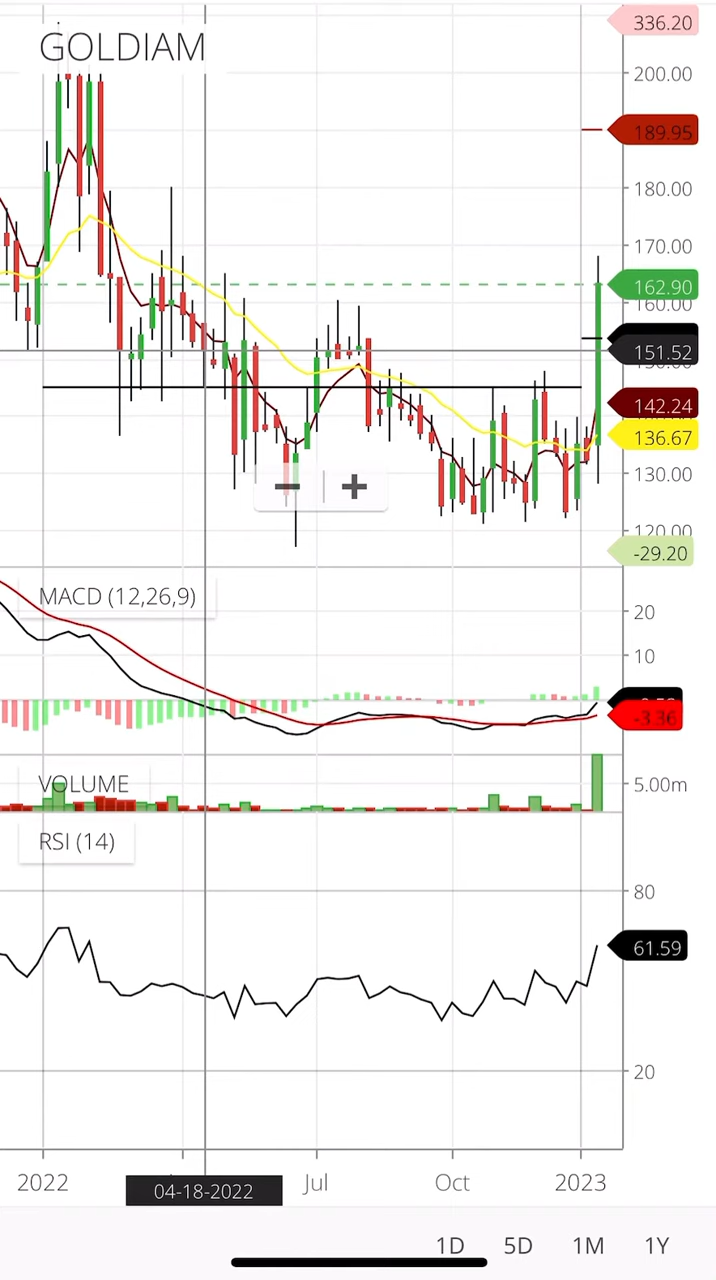 336.20
GOLDIAM
200.00
189.95
180.00
170.00
162.90
160.00
151.52
142.24
136.67
130.00
120.00
-29.20
MACD (12,26,9)
20
10
-3.36
VOLUME
5.00m
RSI (14)
80
61.59
20
2022
Jul
Oct
2023
04-18-2022
1D 5D 1M 1Y